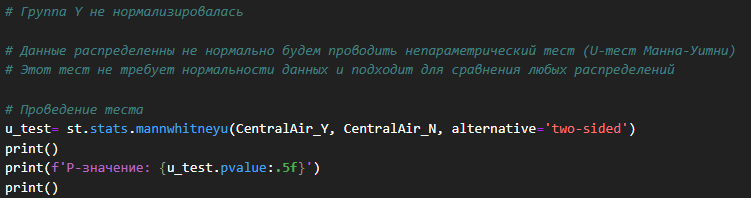 # Группа Y не нормализировалась
# Данные распределенны не нормально будем проводить непараметрический тест (U-тест Манна-Уитни)
# Этот тест не требует нормальности данных и подходит для сравнения любых распределений
# Проведение теста
u_test= st.stats.mannwhitneyu(CentralAir_Y, CentralAir_N, alternative='two-sided')
print()
print(f'P-значение: {u_test.pvalue:.5f}')
print()